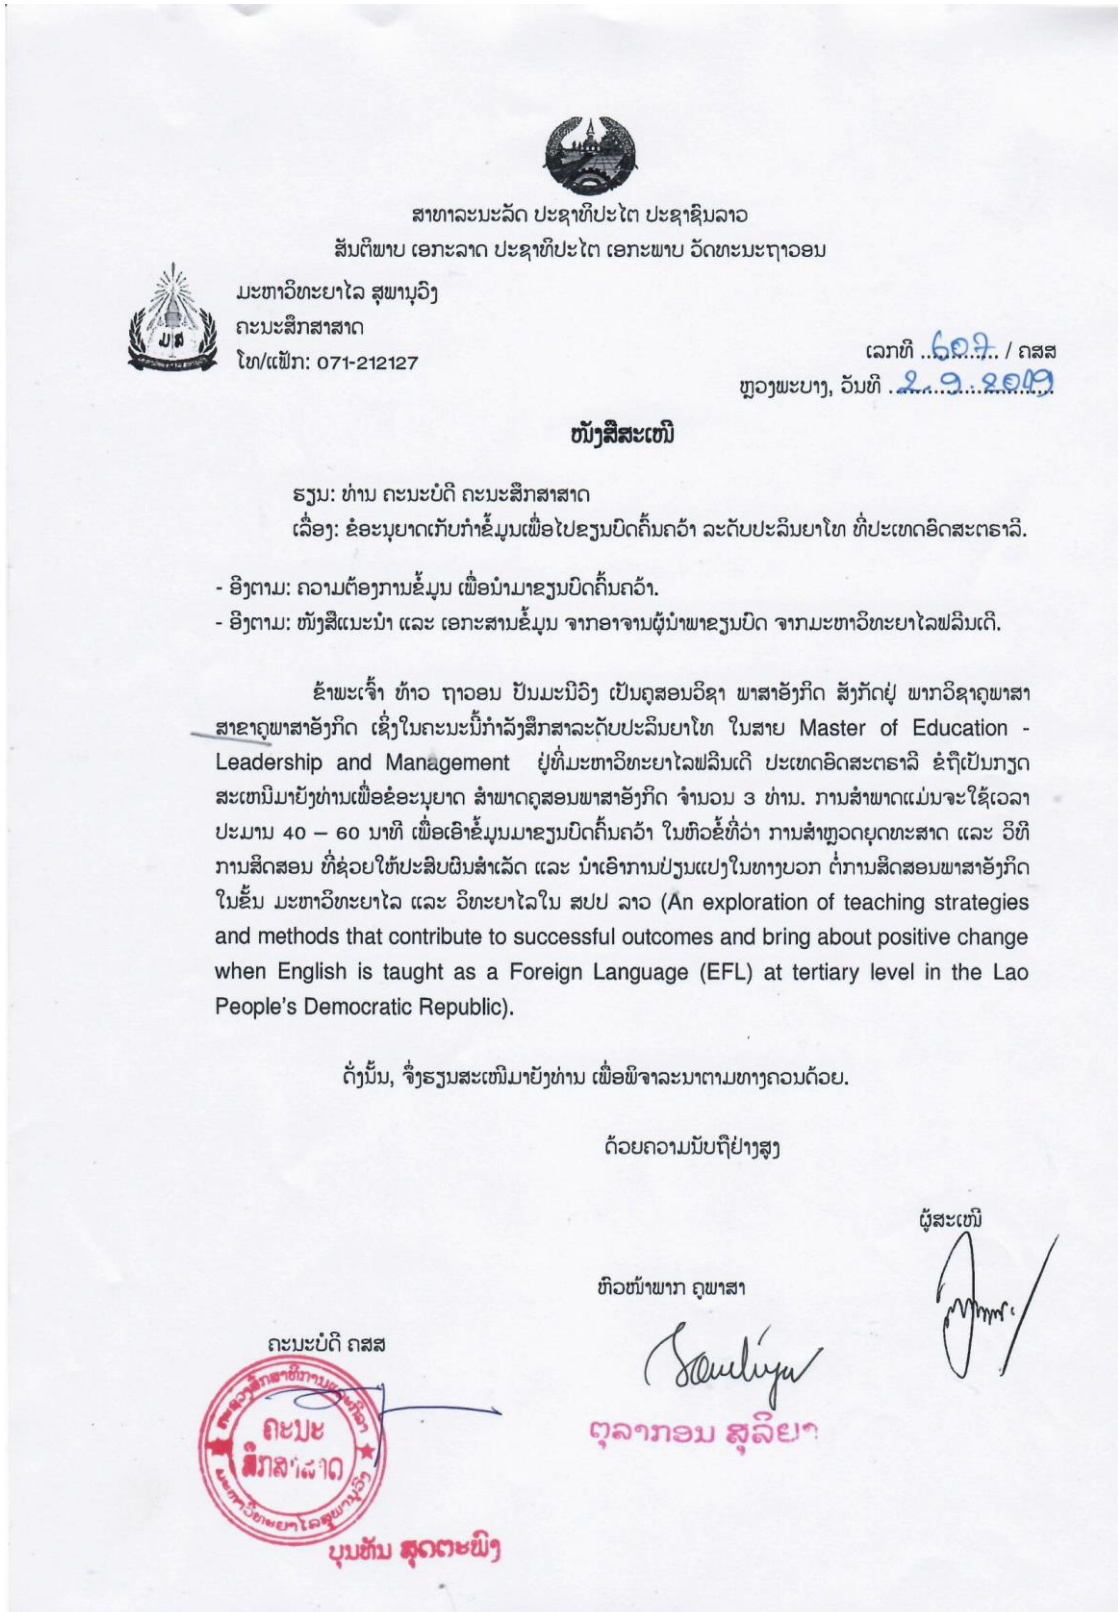 ສາທາລະນະລັດ ປະຊາທິປະໄຕ ປະຊາຊົນລາວ
ສັນຕິພາບ ເອກະລາດ ປະຊາທິປະໄຕ ເອກະພາບ ວັດທະນະຖາວອນ
ມະຫາວິທະຍາໄລ ສຸພານຸວົງ
ຄະນະສຶກສາສາດ
ໂທ/ແຟັກ: 071-212127
ມສ
ເລກທີ 607 / ຄສສ
ຫຼວງພະບາງ, ວັນທີ 2.9.2019
ໜັງສືສະເໜີ
ຮຽນ: ທ່ານ ຄະນະບໍດີ ຄະນະສຶກສາສາດ
ເລື່ອງ: ຂໍອະນຸຍາດເກັບກຳຂໍ້ມູນເພື່ອໄປຂຽນບົດຄົ້ນຄວ້າ ລະດັບປະລິນຍາໂທ ທີ່ປະເທດອົດສະຕຣາລີ.
- ອີງຕາມ: ຄວາມຕ້ອງການຂໍ້ມູນ ເພື່ອນຳມາຂຽນບົດຄົ້ນຄວ້າ.
- ອີງຕາມ: ໜັງສືແນະນຳ ແລະ ເອກະສານຂໍ້ມູນ ຈາກອາຈານຜູ້ນຳພາຂຽນບົດ ຈາກມະຫາວິທະຍາໄລຟລີນເດີ.
ຂ້າພະເຈົ້າ ທ້າວ ຖາວອນ ປັນມະນີວົງ ເປັນຄູສອນວິຊາ ພາສາອັງກິດ ສັງກັດຢູ່ ພາກວິຊາຄູພາສາ
ສາຂາຄູພາສາອັງກິດ ເຊິ່ງໃນຄະນະນີ້ກຳລັງສຶກສາລະດັບປະລິນຍາໂທ ໃນສາຍ Master of Education -
Leadership and Management ຢູ່ທີ່ມະຫາວິທະຍາໄລຟລີນເດີ ປະເທດອົດສະຕຣາລີ ຂໍຖືເປັນກຽດ
ສະເຫນີມາຍັງທ່ານເພື່ອຂໍອະນຸຍາດ ສຳພາດຄູສອນພາສາອັງກິດ ຈຳນວນ 3 ທ່ານ. ການສຳພາດແມ່ນຈະໃຊ້ເວລາ
ປະມານ 40 – 60 ນາທີ ເພື່ອເອົາຂໍ້ມູນມາຂຽນບົດຄົ້ນຄວ້າ ໃນຫົວຂໍ້ທີ່ວ່າ ການສຳຫຼວດຍຸດທະສາດ ແລະ ວິທີ
ການສິດສອນ ທີ່ຊ່ວຍໃຫ້ປະສົບຜົນສຳເລັດ ແລະ ນຳເອົາການປ່ຽນແປງໃນທາງບວກ ຕໍ່ການສິດສອນພາສາອັງກິດ
ໃນຂັ້ນ ມະຫາວິທະຍາໄລ ແລະ ວິທະຍາໄລໃນ ສປປ ລາວ (An exploration of teaching strategies
and methods that contribute to successful outcomes and bring about positive change
when English is taught as a Foreign Language (EFL) at tertiary level in the Lao
People's Democratic Republic).
ດັ່ງນັ້ນ, ຈຶ່ງຮຽນສະເໜີມາຍັງທ່ານ ເພື່ອພິຈາລະນາຕາມທາງຄວນດ້ວຍ.
ດ້ວຍຄວາມນັບຖືຢ່າງສູງ
ຜູ້ສະເໜີ
ຫົວໜ້າພາກ ຄູພາສາ
ຄະນະບໍດີ ຄສສ
ກະຊວງສຶກສາທິການແລະກິລາ
ຄະນະ
ສຶກສາສາດ
ມະຫາວິທະຍາໄລສຸພານຸວົງ
ຕຸລາກອນ ສຸລິຍາ
ບຸນທັນ ສຸດຕະພົງ